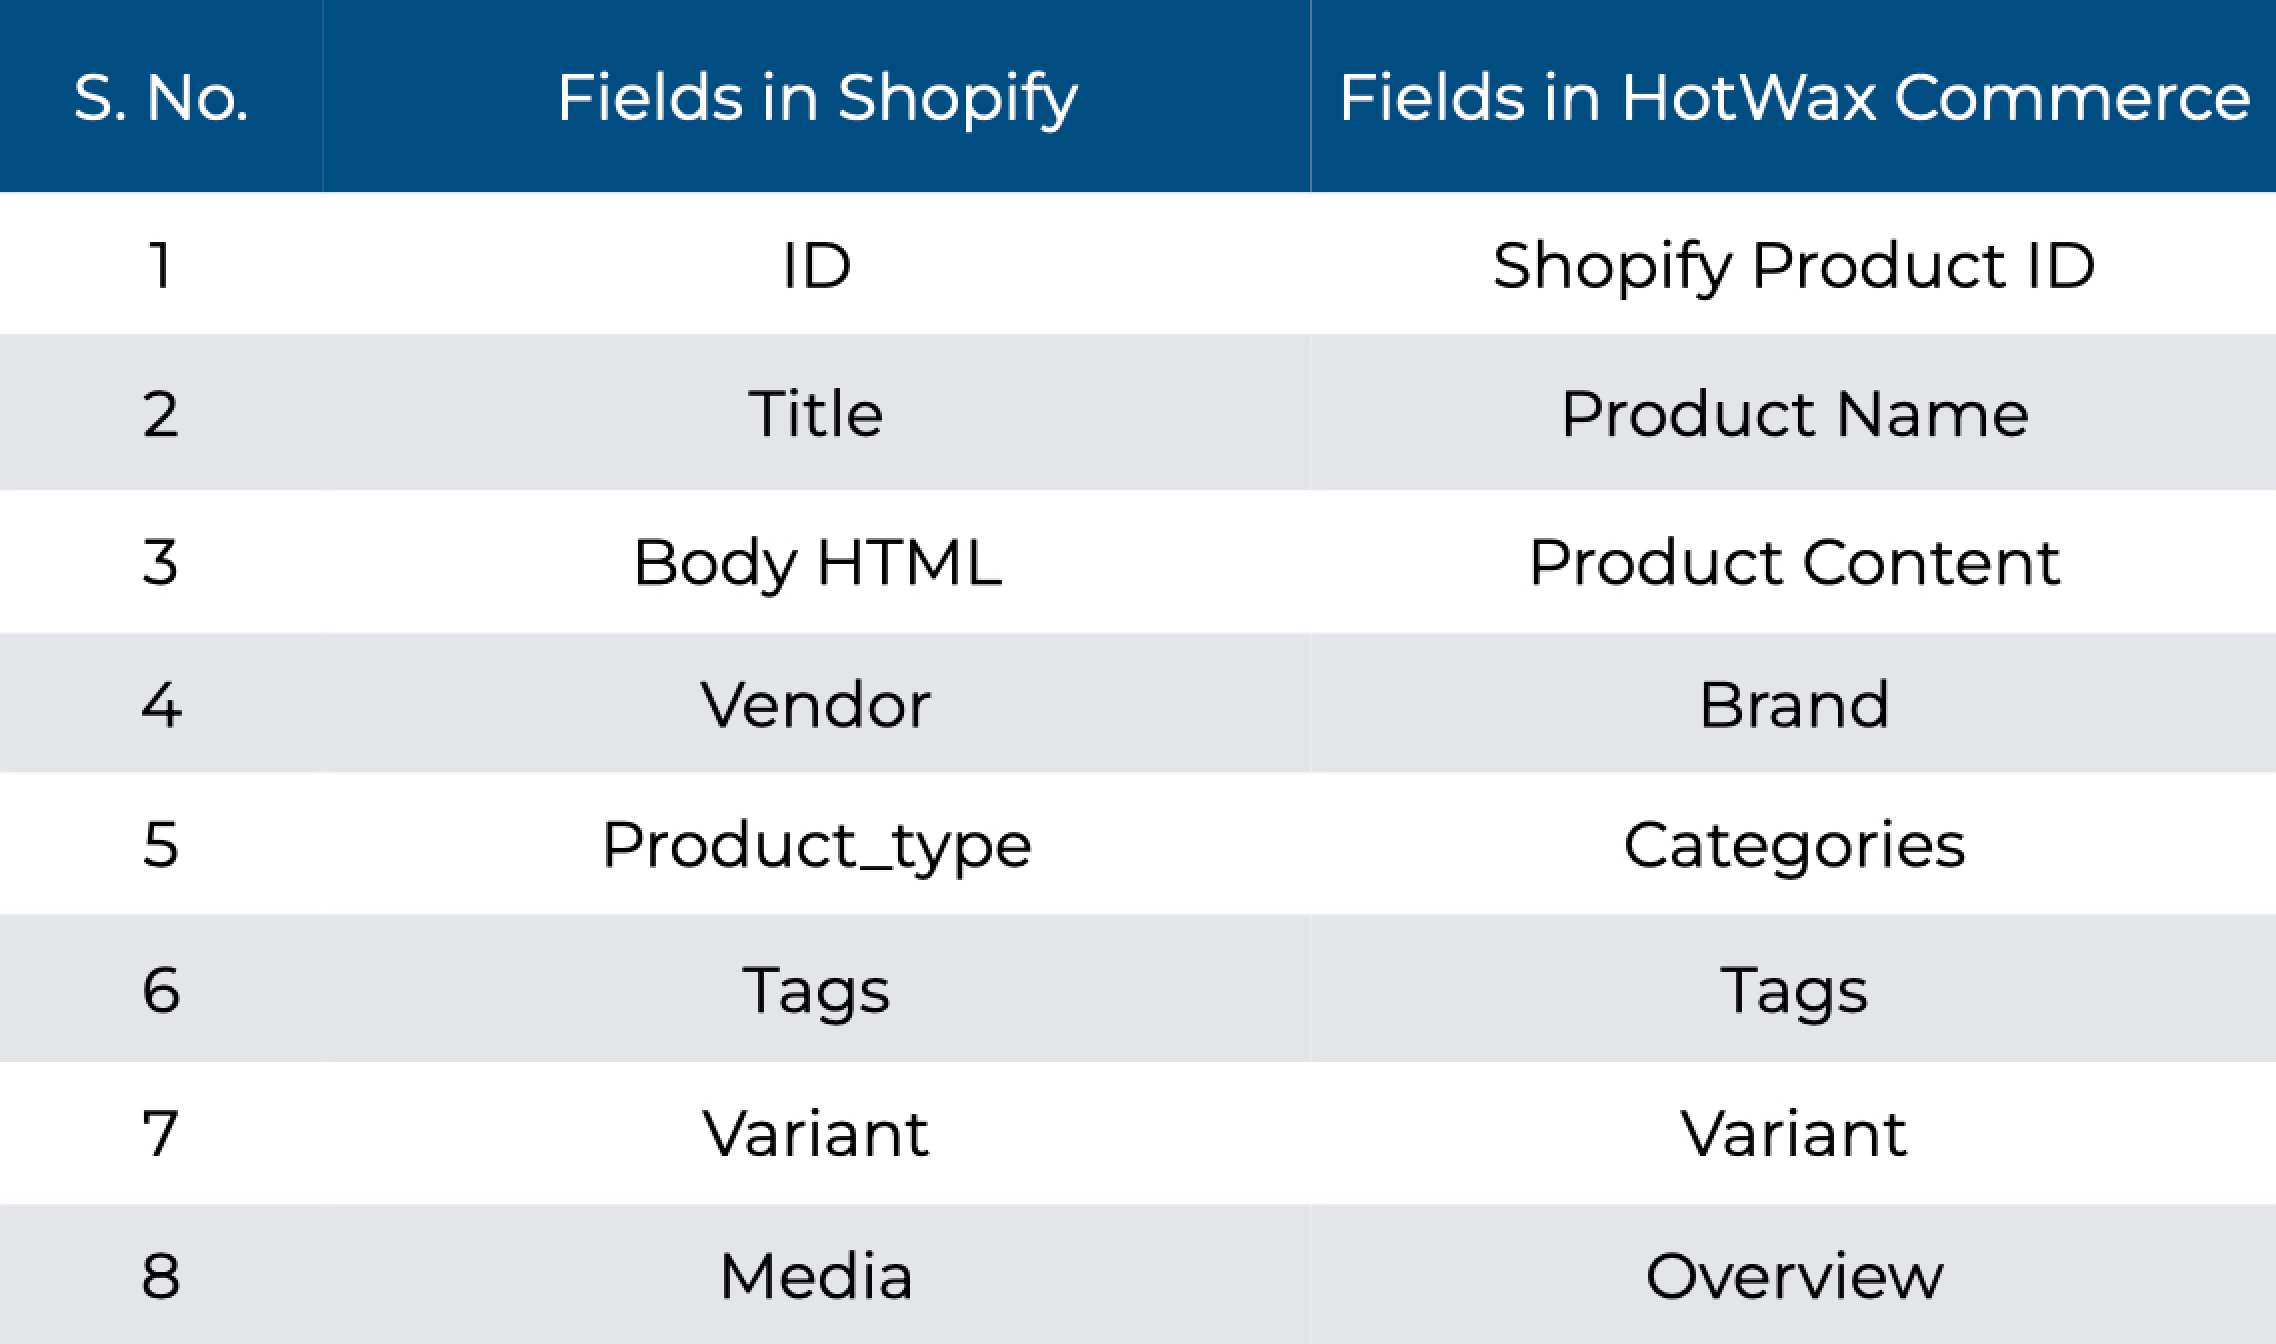 S. No. Fields in Shopify Fields in HotWax Commerce
1 ID Shopify Product ID
2 Title Product Name
3 Body HTML Product Content
4 Vendor Brand
5 Product_type Categories
6 Tags Tags
7 Variant Variant
8 Media Overview